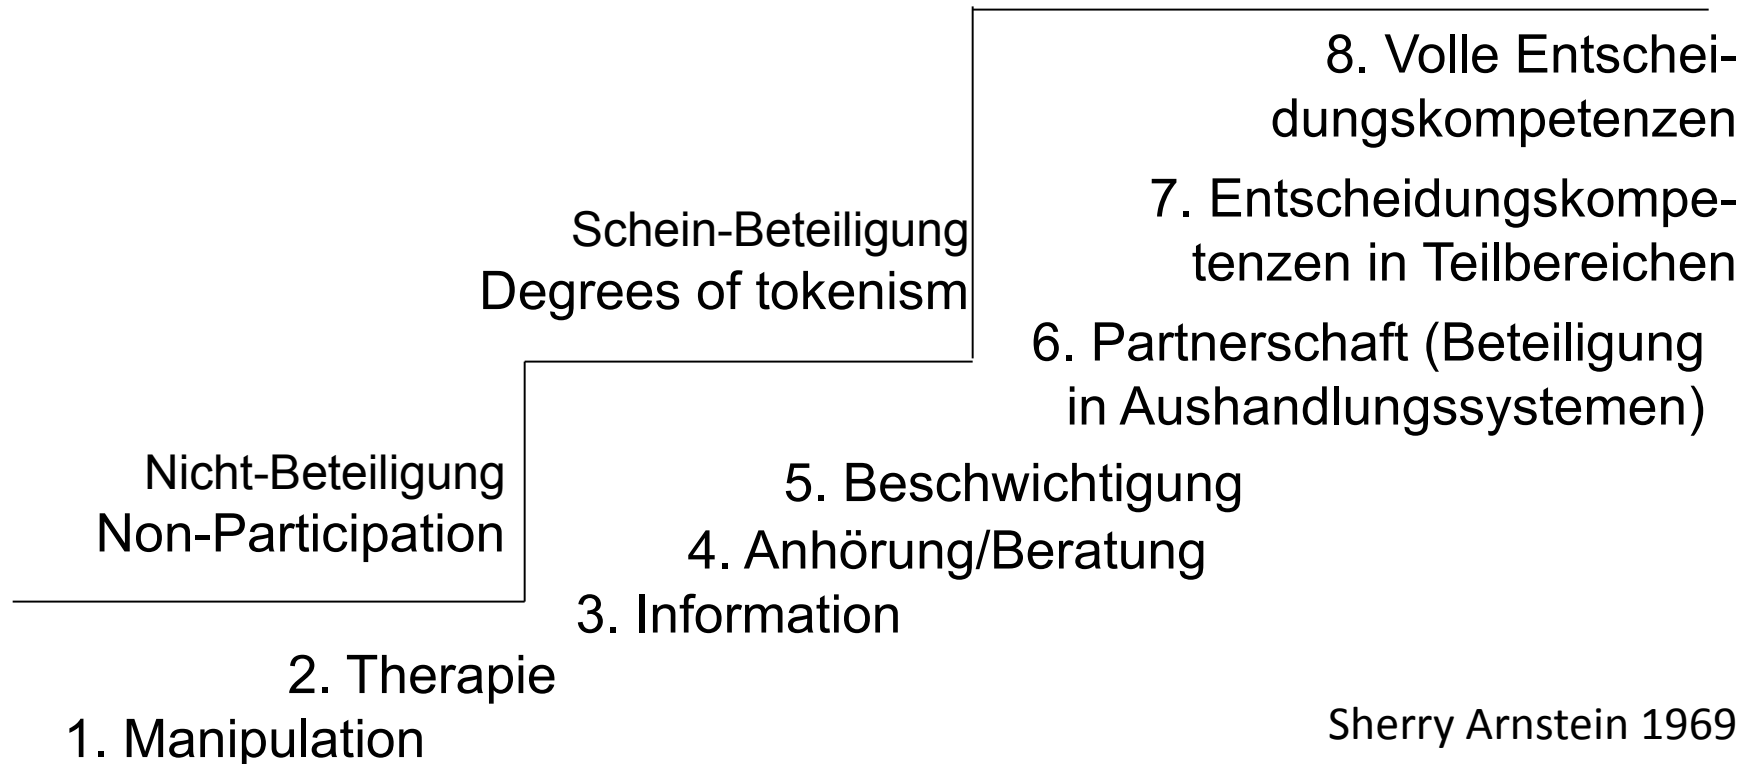 8. Volle Entschei-
dungskompetenzen
7. Entscheidungskompe-
tenzen in Teilbereichen
Schein-Beteiligung
Degrees of tokenism
6. Partnerschaft (Beteiligung
in Aushandlungssystemen)
Nicht-Beteiligung
Non-Participation
5. Beschwichtigung
4. Anhörung/Beratung
3. Information
2. Therapie
1. Manipulation
Sherry Arnstein 1969